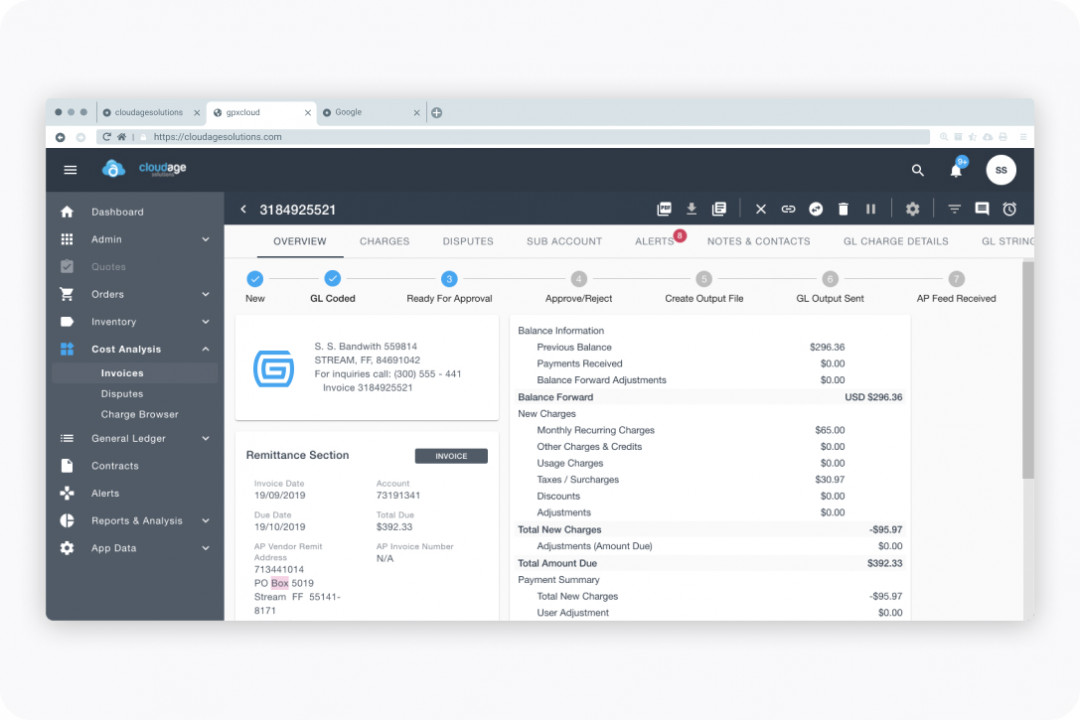 cloudagesolutions
gpxcloud
Google
https://cloudagesolutions.com
cloudage
solutions
9+
SS
Dashboard
Admin
Quotes
Orders
Inventory
Cost Analysis
Invoices
Disputes
Charge Browser
General Ledger
Contracts
Alerts
Reports & Analysis
App Data
3184925521
PDF
OVERVIEW CHARGES DISPUTES SUB ACCOUNT ALERTS 8 NOTES & CONTACTS GL CHARGE DETAILS GL STRING
3 4 5 6 7
New GL Coded Ready For Approval Approve/Reject Create Output File GL Output Sent AP Feed Received
S. S. Bandwith 559814
STREAM, FF, 84691042
For inquiries call: (300) 555 - 441
Invoice 3184925521
Remittance Section INVOICE
Invoice Date Account
19/09/2019 73191341
Due Date Total Due
19/10/2019 $392.33
AP Vendor Remit AP Invoice Number
Address N/A
713441014
PO Box 5019
Stream FF 55141-
8171
Balance Information
Previous Balance $296.36
Payments Received $0.00
Balance Forward Adjustments $0.00
Balance Forward USD $296.36
New Charges
Monthly Recurring Charges $65.00
Other Charges & Credits $0.00
Usage Charges $0.00
Taxes / Surcharges $30.97
Discounts $0.00
Adjustments $0.00
Total New Charges -$95.97
Adjustments (Amount Due) $0.00
Total Amount Due $392.33
Payment Summary
Total New Charges -$95.97
User Adjustment $0.00